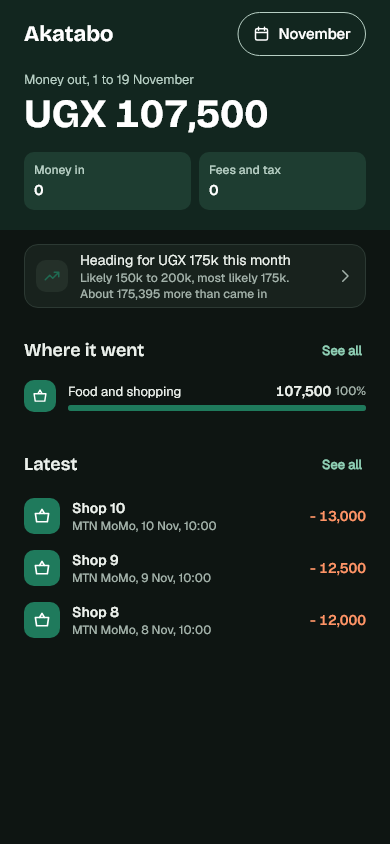 Akatabo
November
Money out, 1 to 19 November
UGX 107,500
Money in
0
Fees and tax
0
Heading for UGX 175k this month
Likely 150k to 200k, most likely 175k.
About 175,395 more than came in
Where it went
See all
Food and shopping
107,500 100%
Latest
See all
Shop 10
MTN MoMo, 10 Nov, 10:00
- 13,000
Shop 9
MTN MoMo, 9 Nov, 10:00
- 12,500
Shop 8
MTN MoMo, 8 Nov, 10:00
- 12,000